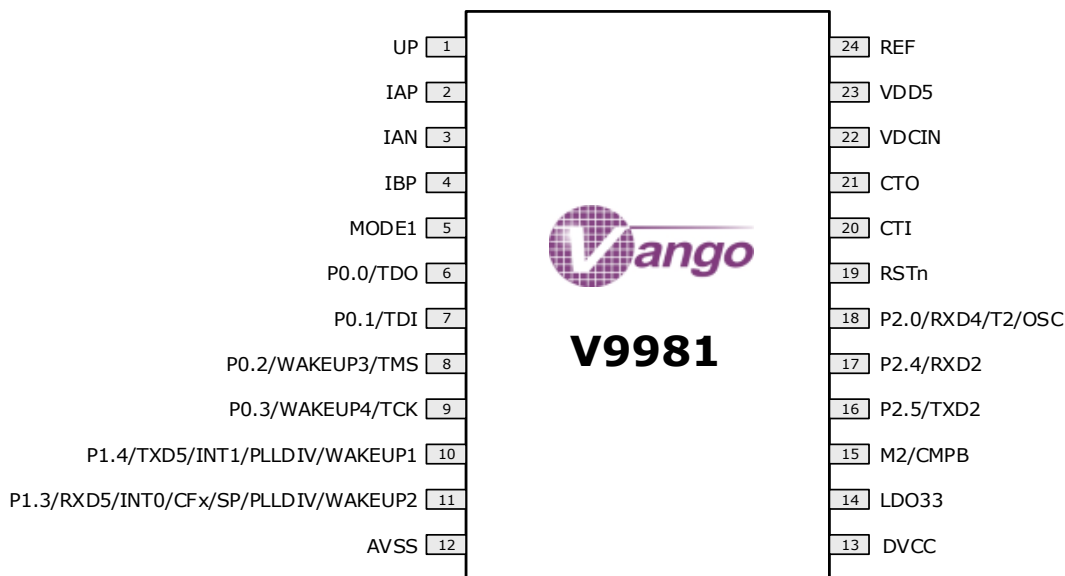 UP 1
IAP 2
IAN 3
IBP 4
MODE1 5
P0.0/TDO 6
P0.1/TDI 7
P0.2/WAKEUP3/TMS 8
P0.3/WAKEUP4/TCK 9
P1.4/TXD5/INT1/PLLDIV/WAKEUP1 10
P1.3/RXD5/INT0/CFx/SP/PLLDIV/WAKEUP2 11
AVSS 12
Vango
V9981
24 REF
23 VDD5
22 VDCIN
21 CTO
20 CTI
19 RSTn
18 P2.0/RXD4/T2/OSC
17 P2.4/RXD2
16 P2.5/TXD2
15 M2/CMPB
14 LDO33
13 DVCC